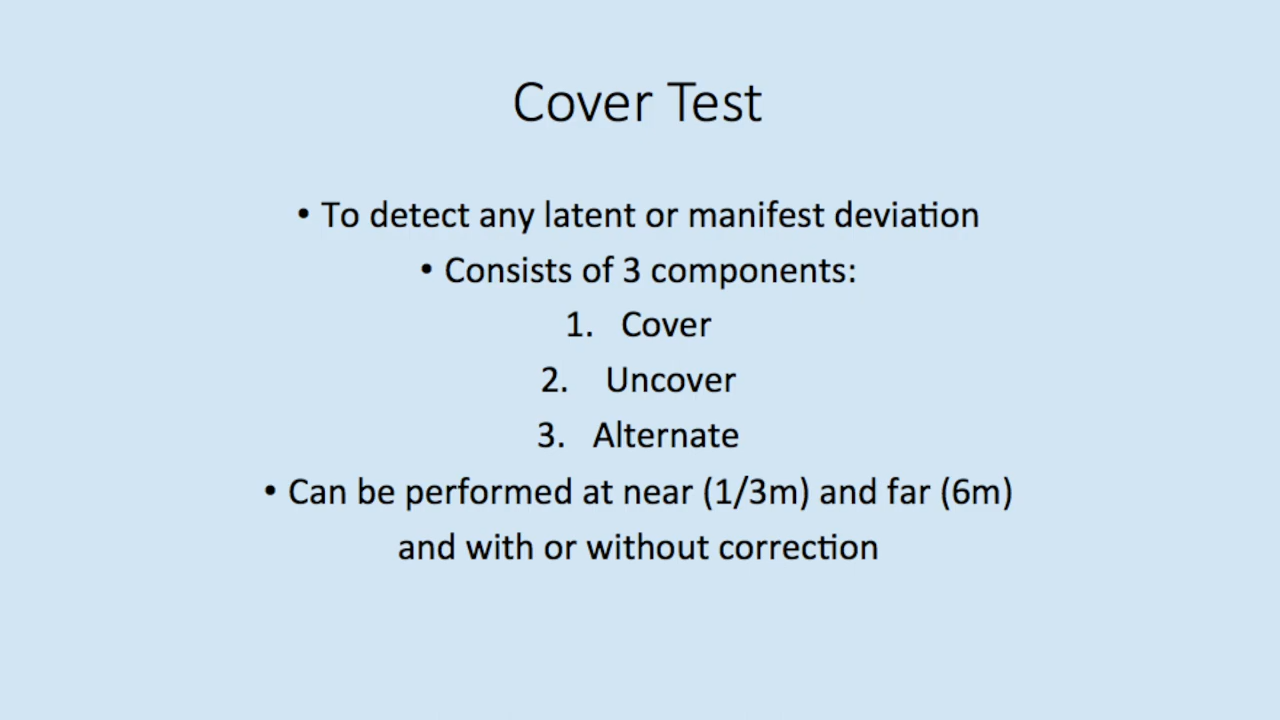 Cover Test
• To detect any latent or manifest deviation
• Consists of 3 components:
1. Cover
2. Uncover
3. Alternate
• Can be performed at near (1/3m) and far (6m)
and with or without correction